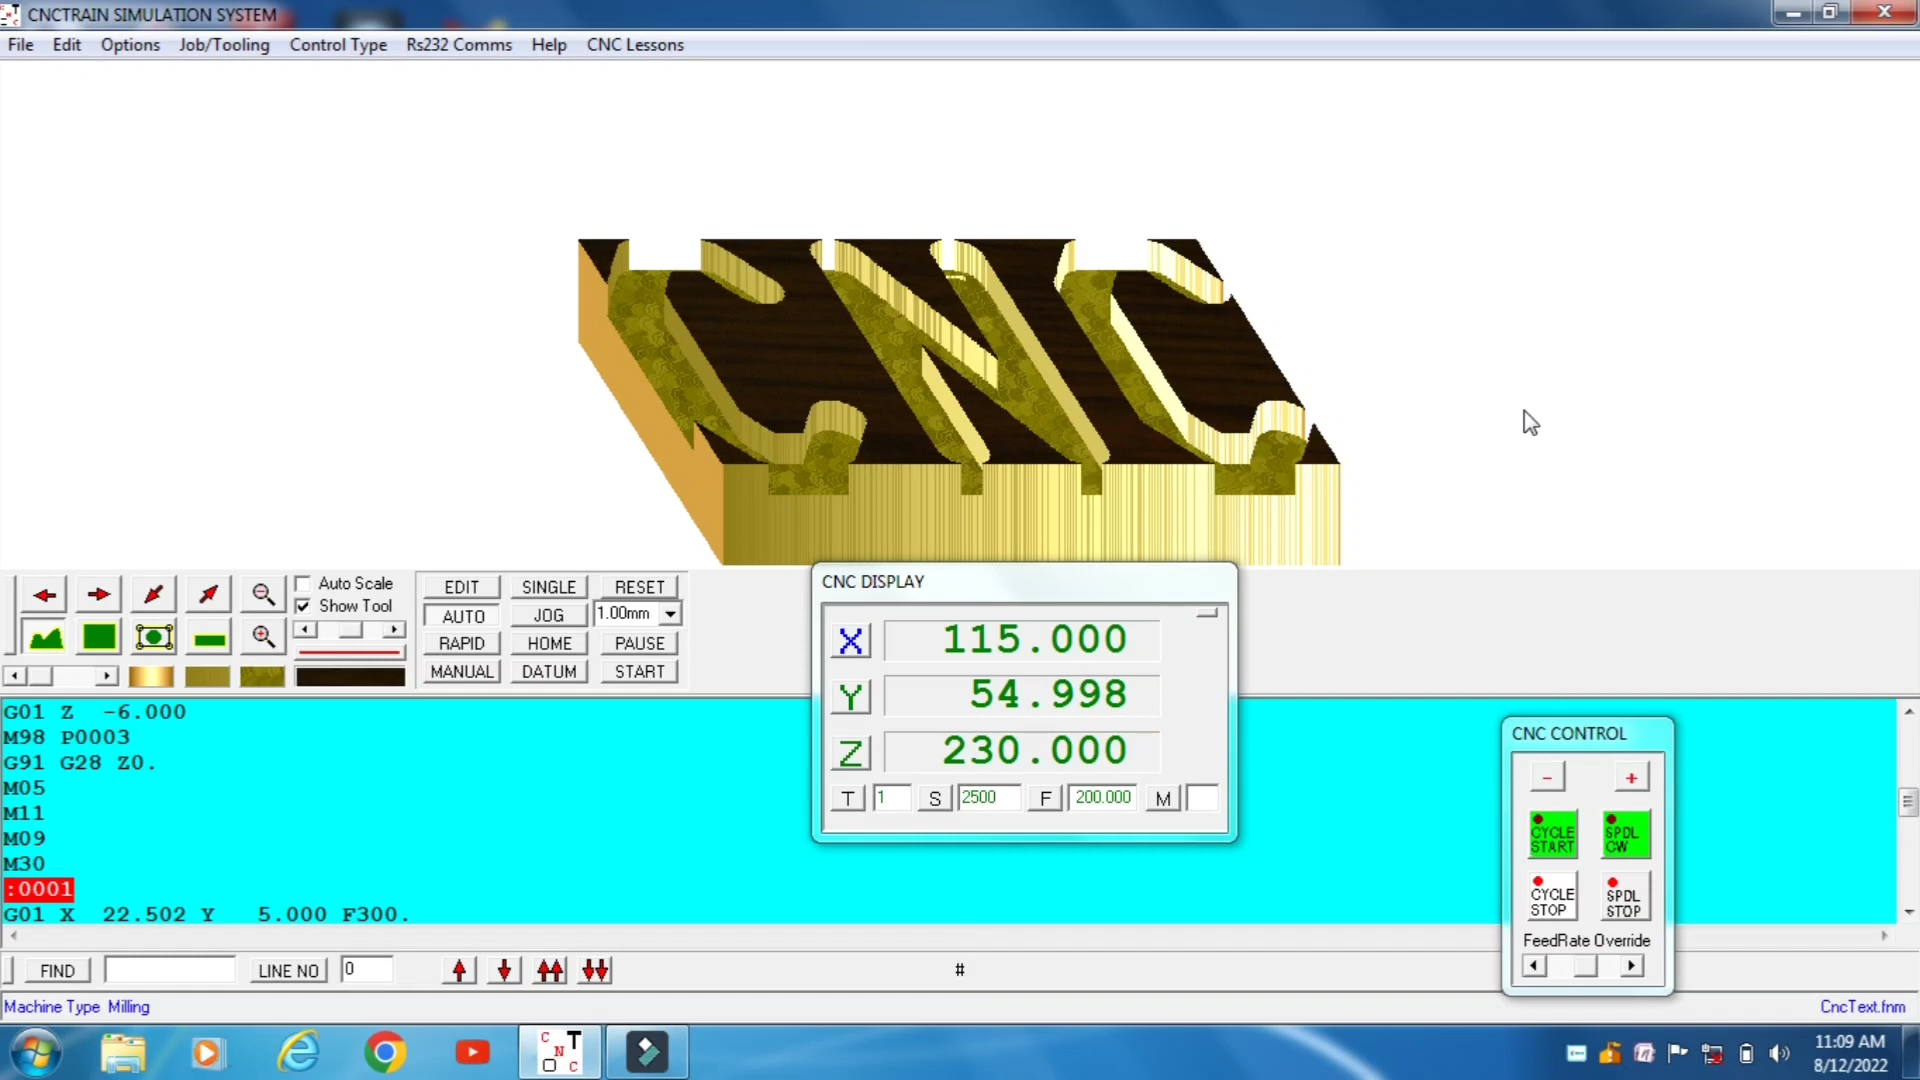 CNCTRAIN SIMULATION SYSTEM
File Edit Options Job/Tooling Control Type Rs232 Comms Help CNC Lessons
CNC
Auto Scale
Show Tool
EDIT SINGLE RESET
AUTO JOG 1.00mm
RAPID HOME PAUSE
MANUAL DATUM START
CNC DISPLAY
X 115.000
Y 54.998
Z 230.000
T 1 S 2500 F 200.000 M
G01 Z -6.000
M98 P0003
G91 G28 Z0.
M05
M11
M09
M30
:0001
G01 X 22.502 Y 5.000 F300.
CNC CONTROL
- +
CYCLE START
SPDL CW
CYCLE STOP
SPDL STOP
FeedRate Override
FIND LINE NO 0 #
Machine Type Milling
CncText.fnm
11:09 AM
8/12/2022